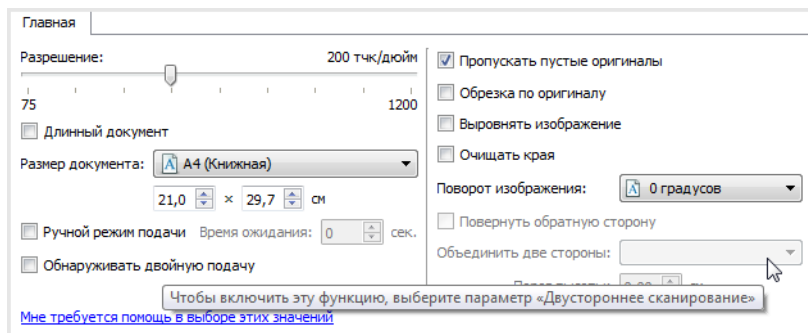 Главная
Разрешение: 200 тчк/дюйм
75 1200
Длинный документ
Размер документа: A4 (Книжная)
21,0 × 29,7 см
Ручной режим подачи Время ожидания: 0 сек.
Обнаруживать двойную подачу
Мне требуется помощь в выборе этих значений
Пропускать пустые оригиналы
Обрезка по оригиналу
Выровнять изображение
Очищать края
Поворот изображения: 0 градусов
Повернуть обратную сторону
Объединить две стороны:
Чтобы включить эту функцию, выберите параметр «Двустороннее сканирование»